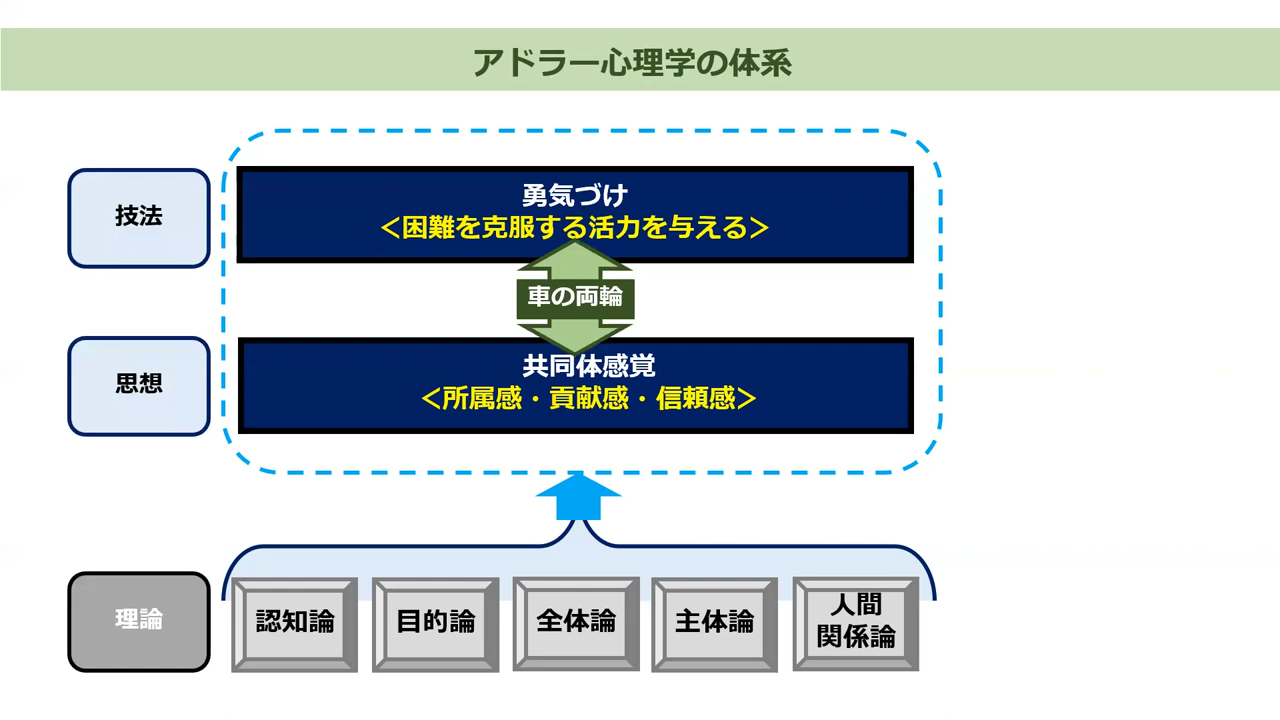 アドラー心理学の体系
技法
勇気づけ
＜困難を克服する活力を与える＞
車の両輪
思想
共同体感覚
＜所属感・貢献感・信頼感＞
理論
認知論
目的論
全体論
主体論
人間
関係論